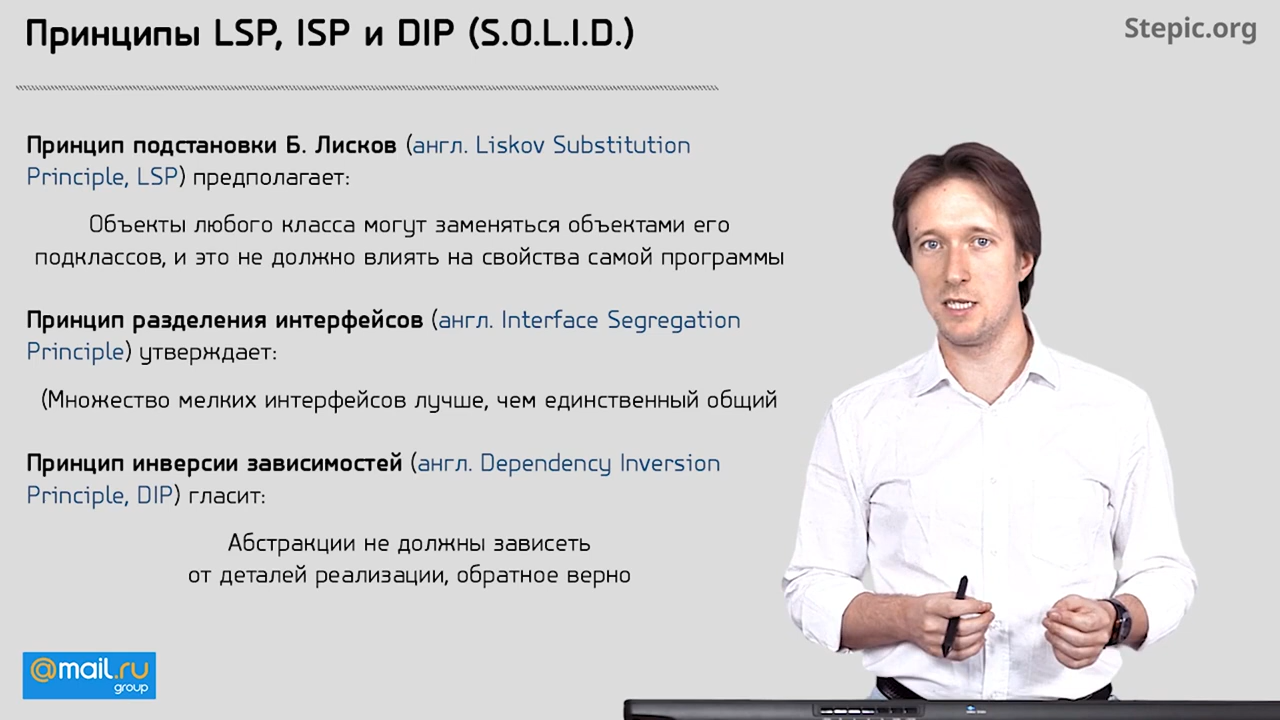 Принципы LSP, ISP и DIP (S.O.L.I.D.)
Stepic.org
Принцип подстановки Б. Лисков (англ. Liskov Substitution
Principle, LSP) предполагает:
Объекты любого класса могут заменяться объектами его
подклассов, и это не должно влиять на свойства самой программы
Принцип разделения интерфейсов (англ. Interface Segregation
Principle) утверждает:
(Множество мелких интерфейсов лучше, чем единственный общий
Принцип инверсии зависимостей (англ. Dependency Inversion
Principle, DIP) гласит:
Абстракции не должны зависеть
от деталей реализации, обратное верно
@mail.ru
group